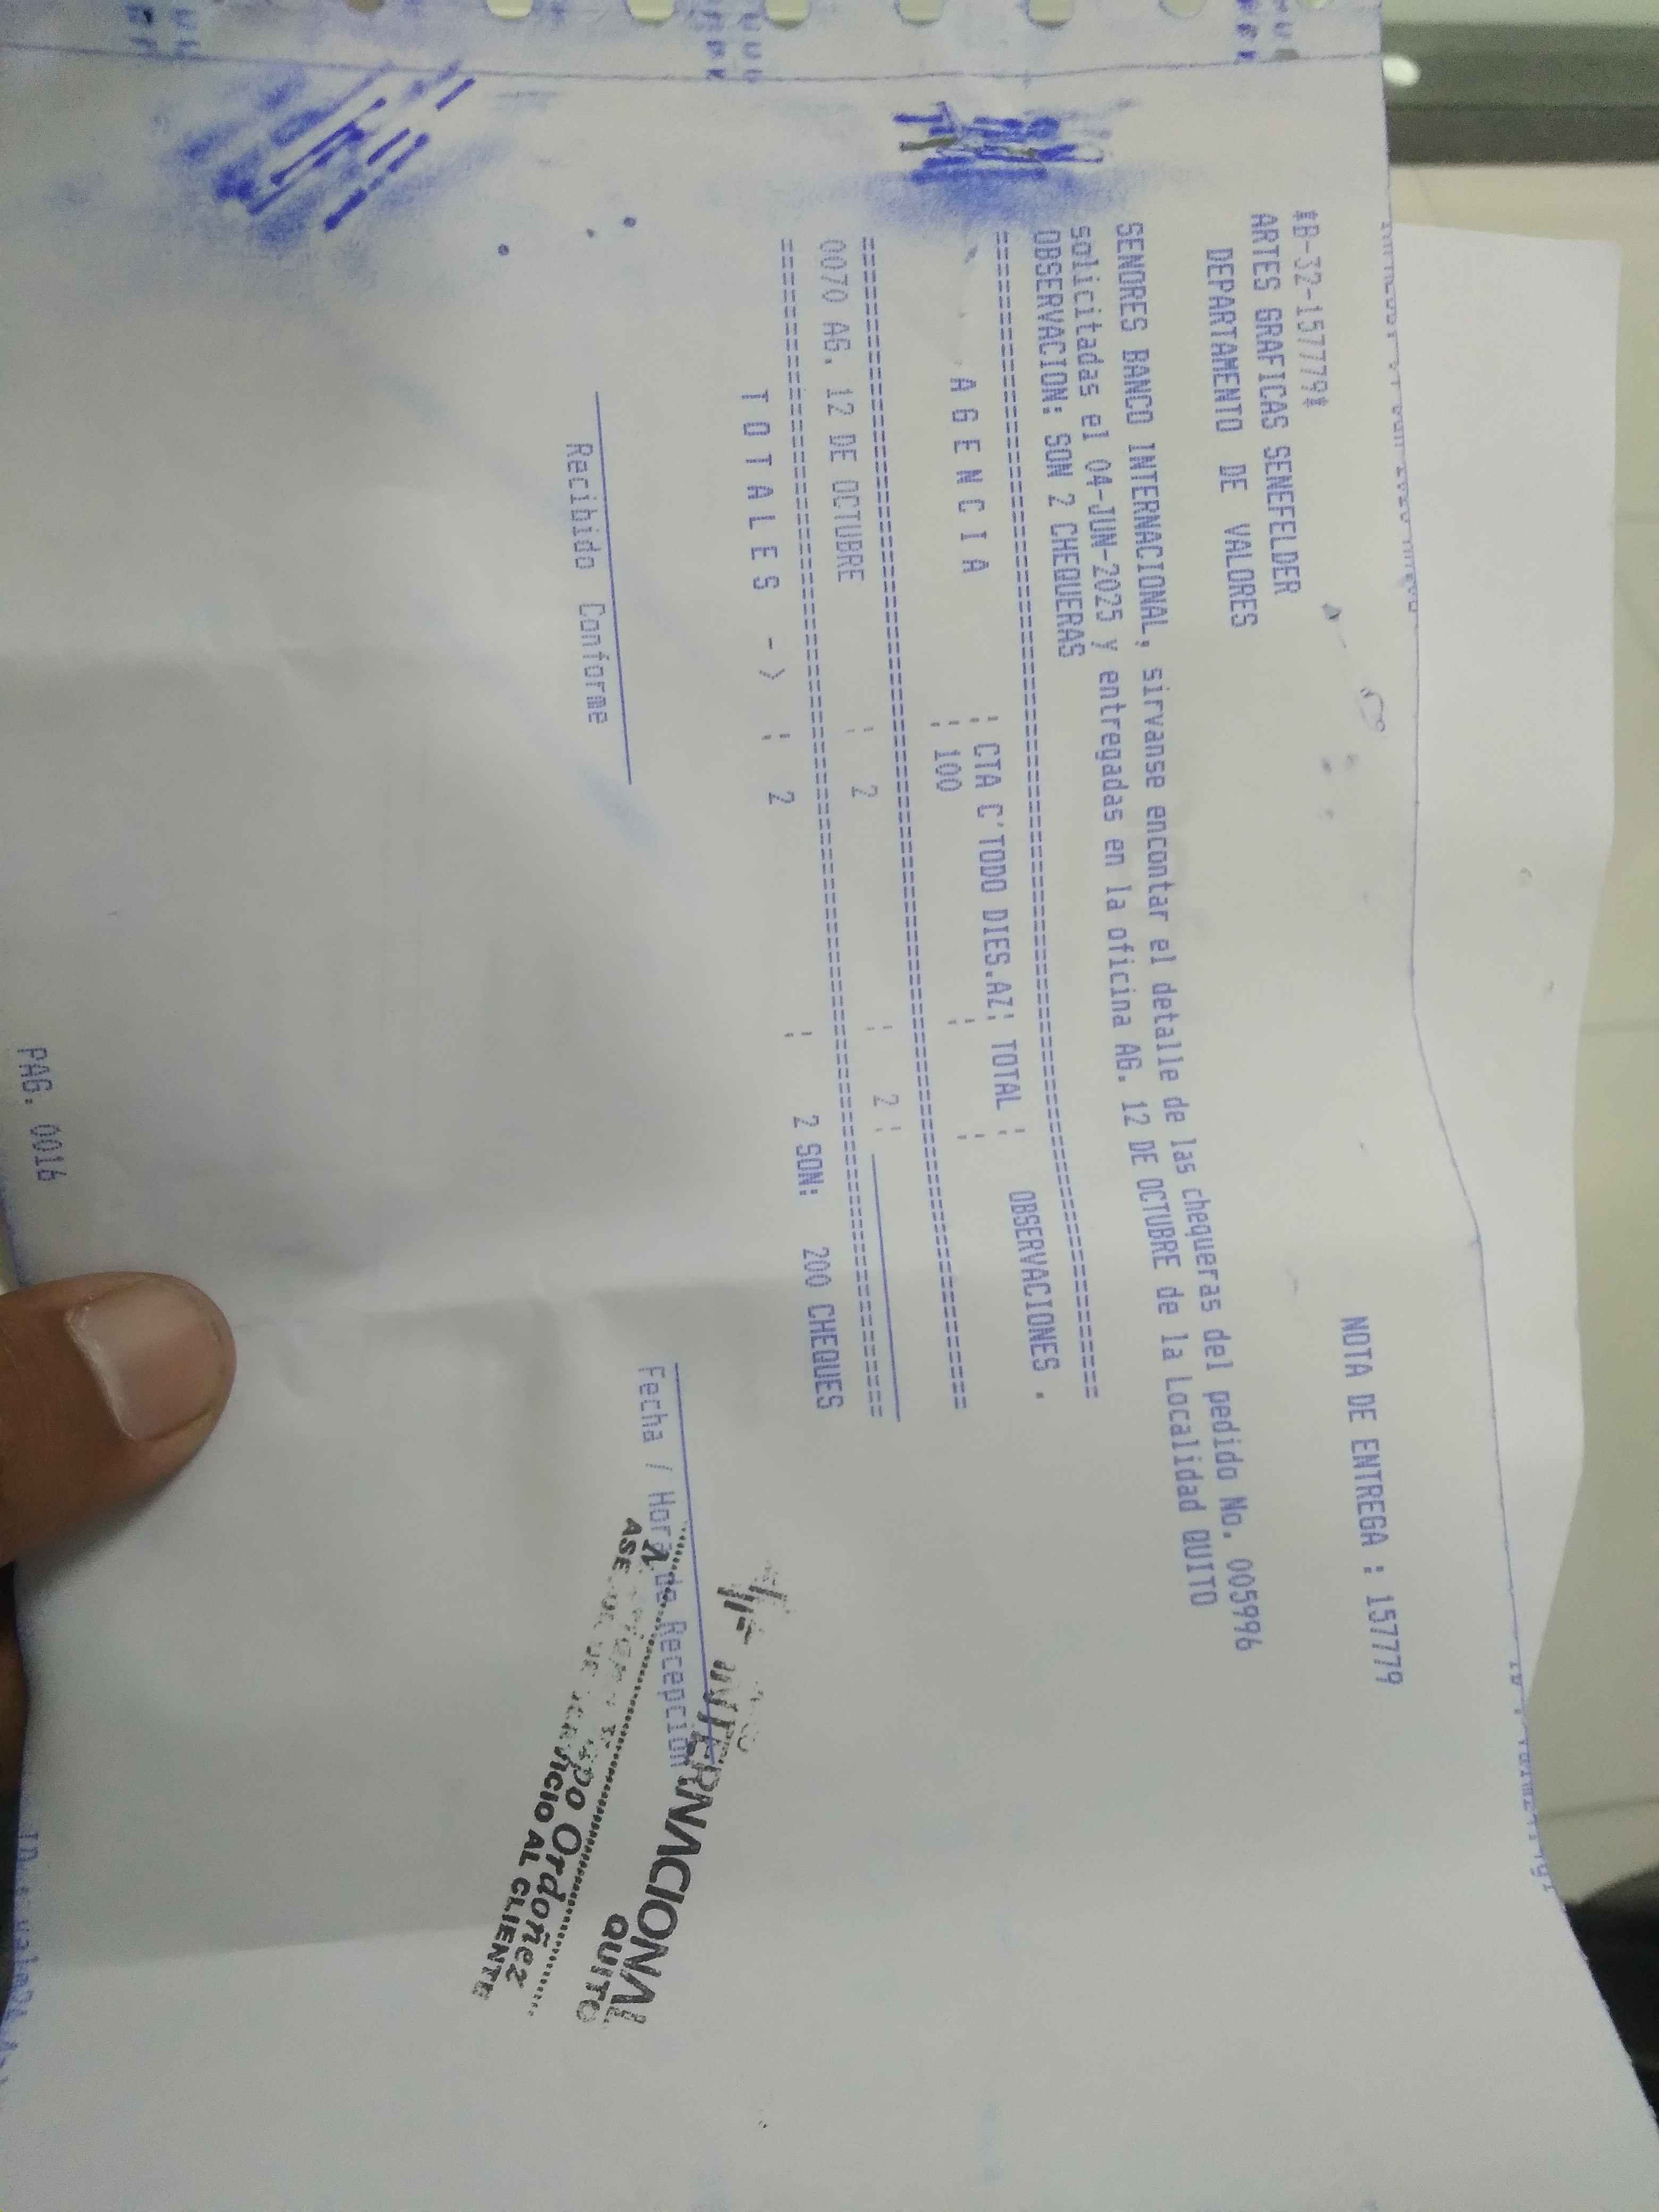 *B-32-157779*
NOTA DE ENTREGA : 157779
ARTES GRAFICAS SENEFELDER
DEPARTAMENTO DE VALORES
SENORES BANCO INTERNACIONAL, sirvanse encontar el detalle de las chequeras del pedido No. 005996
solicitadas el 04-JUN-2025 y entregadas en la oficina AG. 12 DE OCTUBRE de la Localidad QUITO
OBSERVACION: SON 2 CHEQUERAS
==========================================================
A G E N C I A : CTA C'TODO DIES.AZ: TOTAL : OBSERVACIONES .
: 100 : :
==========================================================
0070 AG. 12 DE OCTUBRE : 2 : 2 : __________
==========================================================
T O T A L E S - > : 2 : 2 SON: 200 CHEQUES
Recibido Conforme
Fecha / Hora de Recepcion
INTERNACIONAL
QUITO
Ordoñez
SERVICIO AL CLIENTE
PAG. 0016